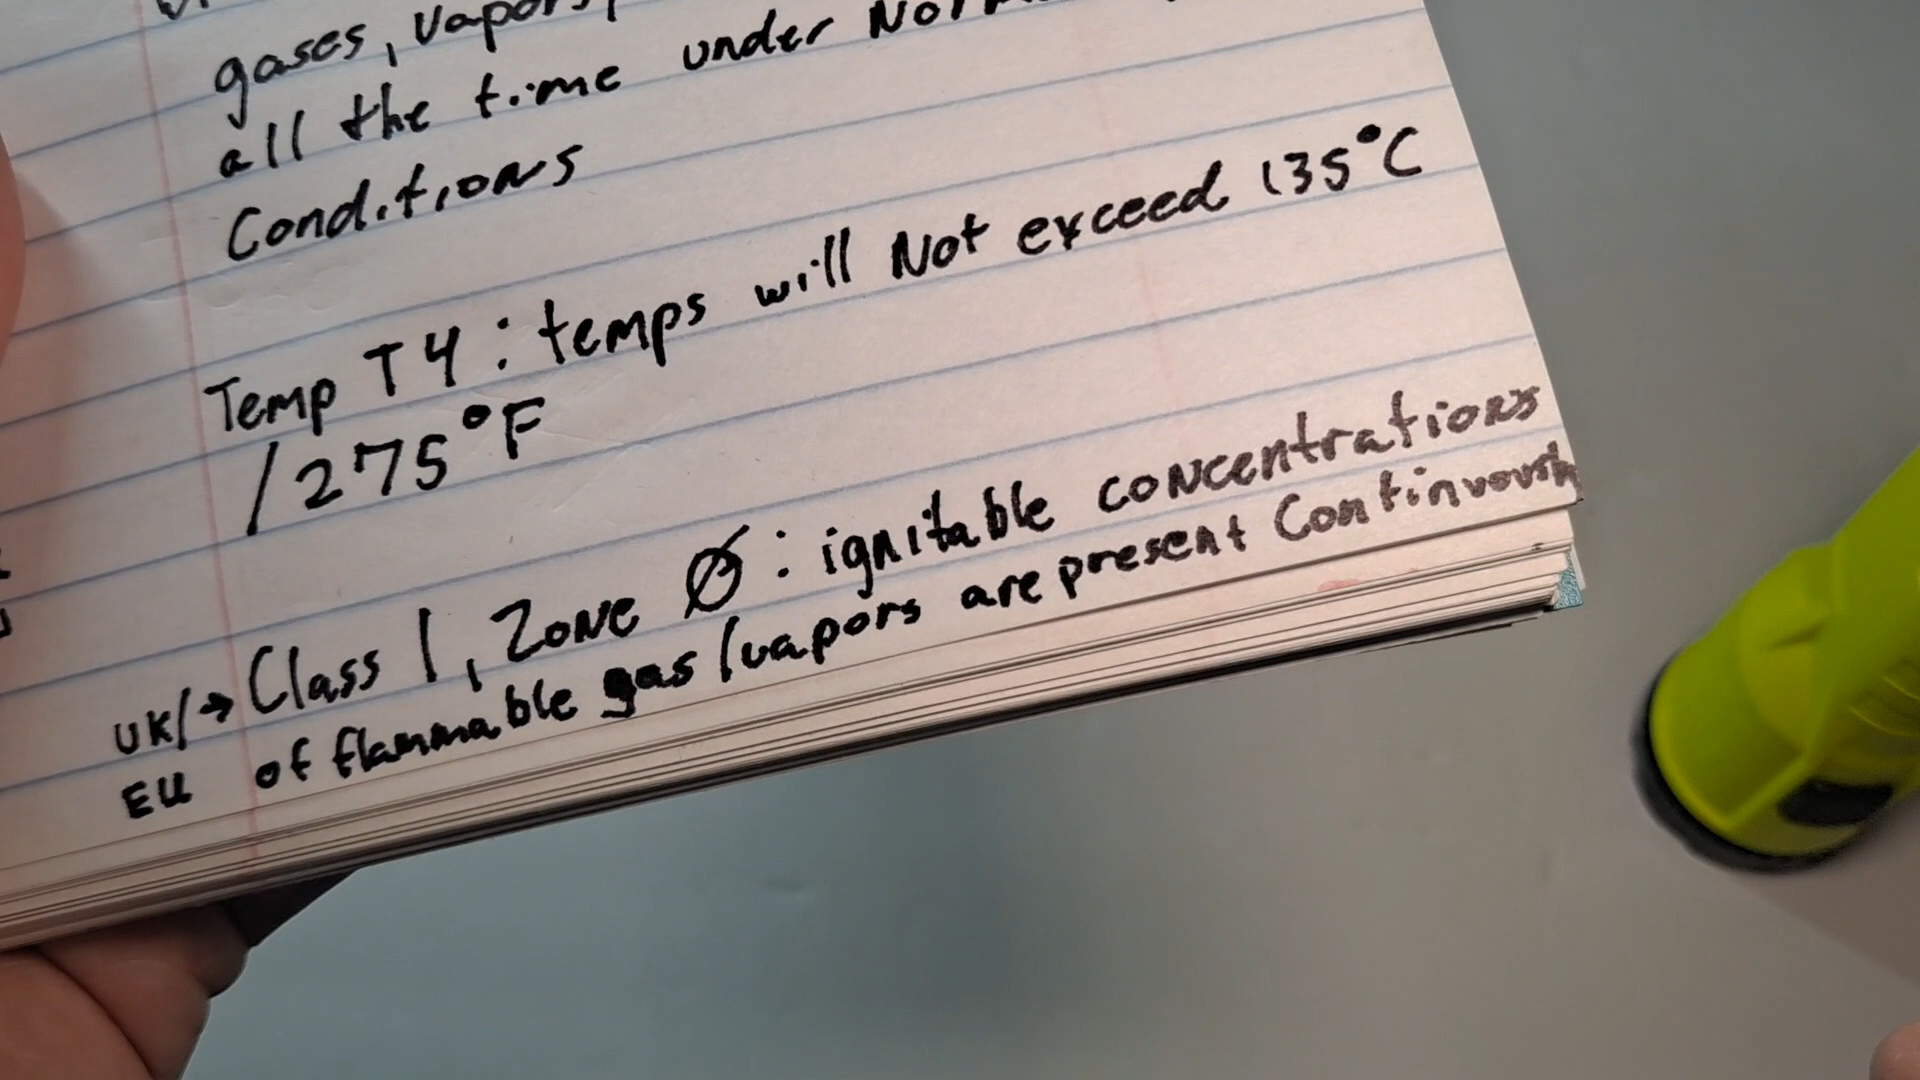 gases, vapors,
all the time under
Conditions
Temp T4: temps will Not exceed 135°C
/275°F
UK/→ Class 1, Zone Ø: ignitable concentrations
EU of flammable gas/vapors are present Continuously